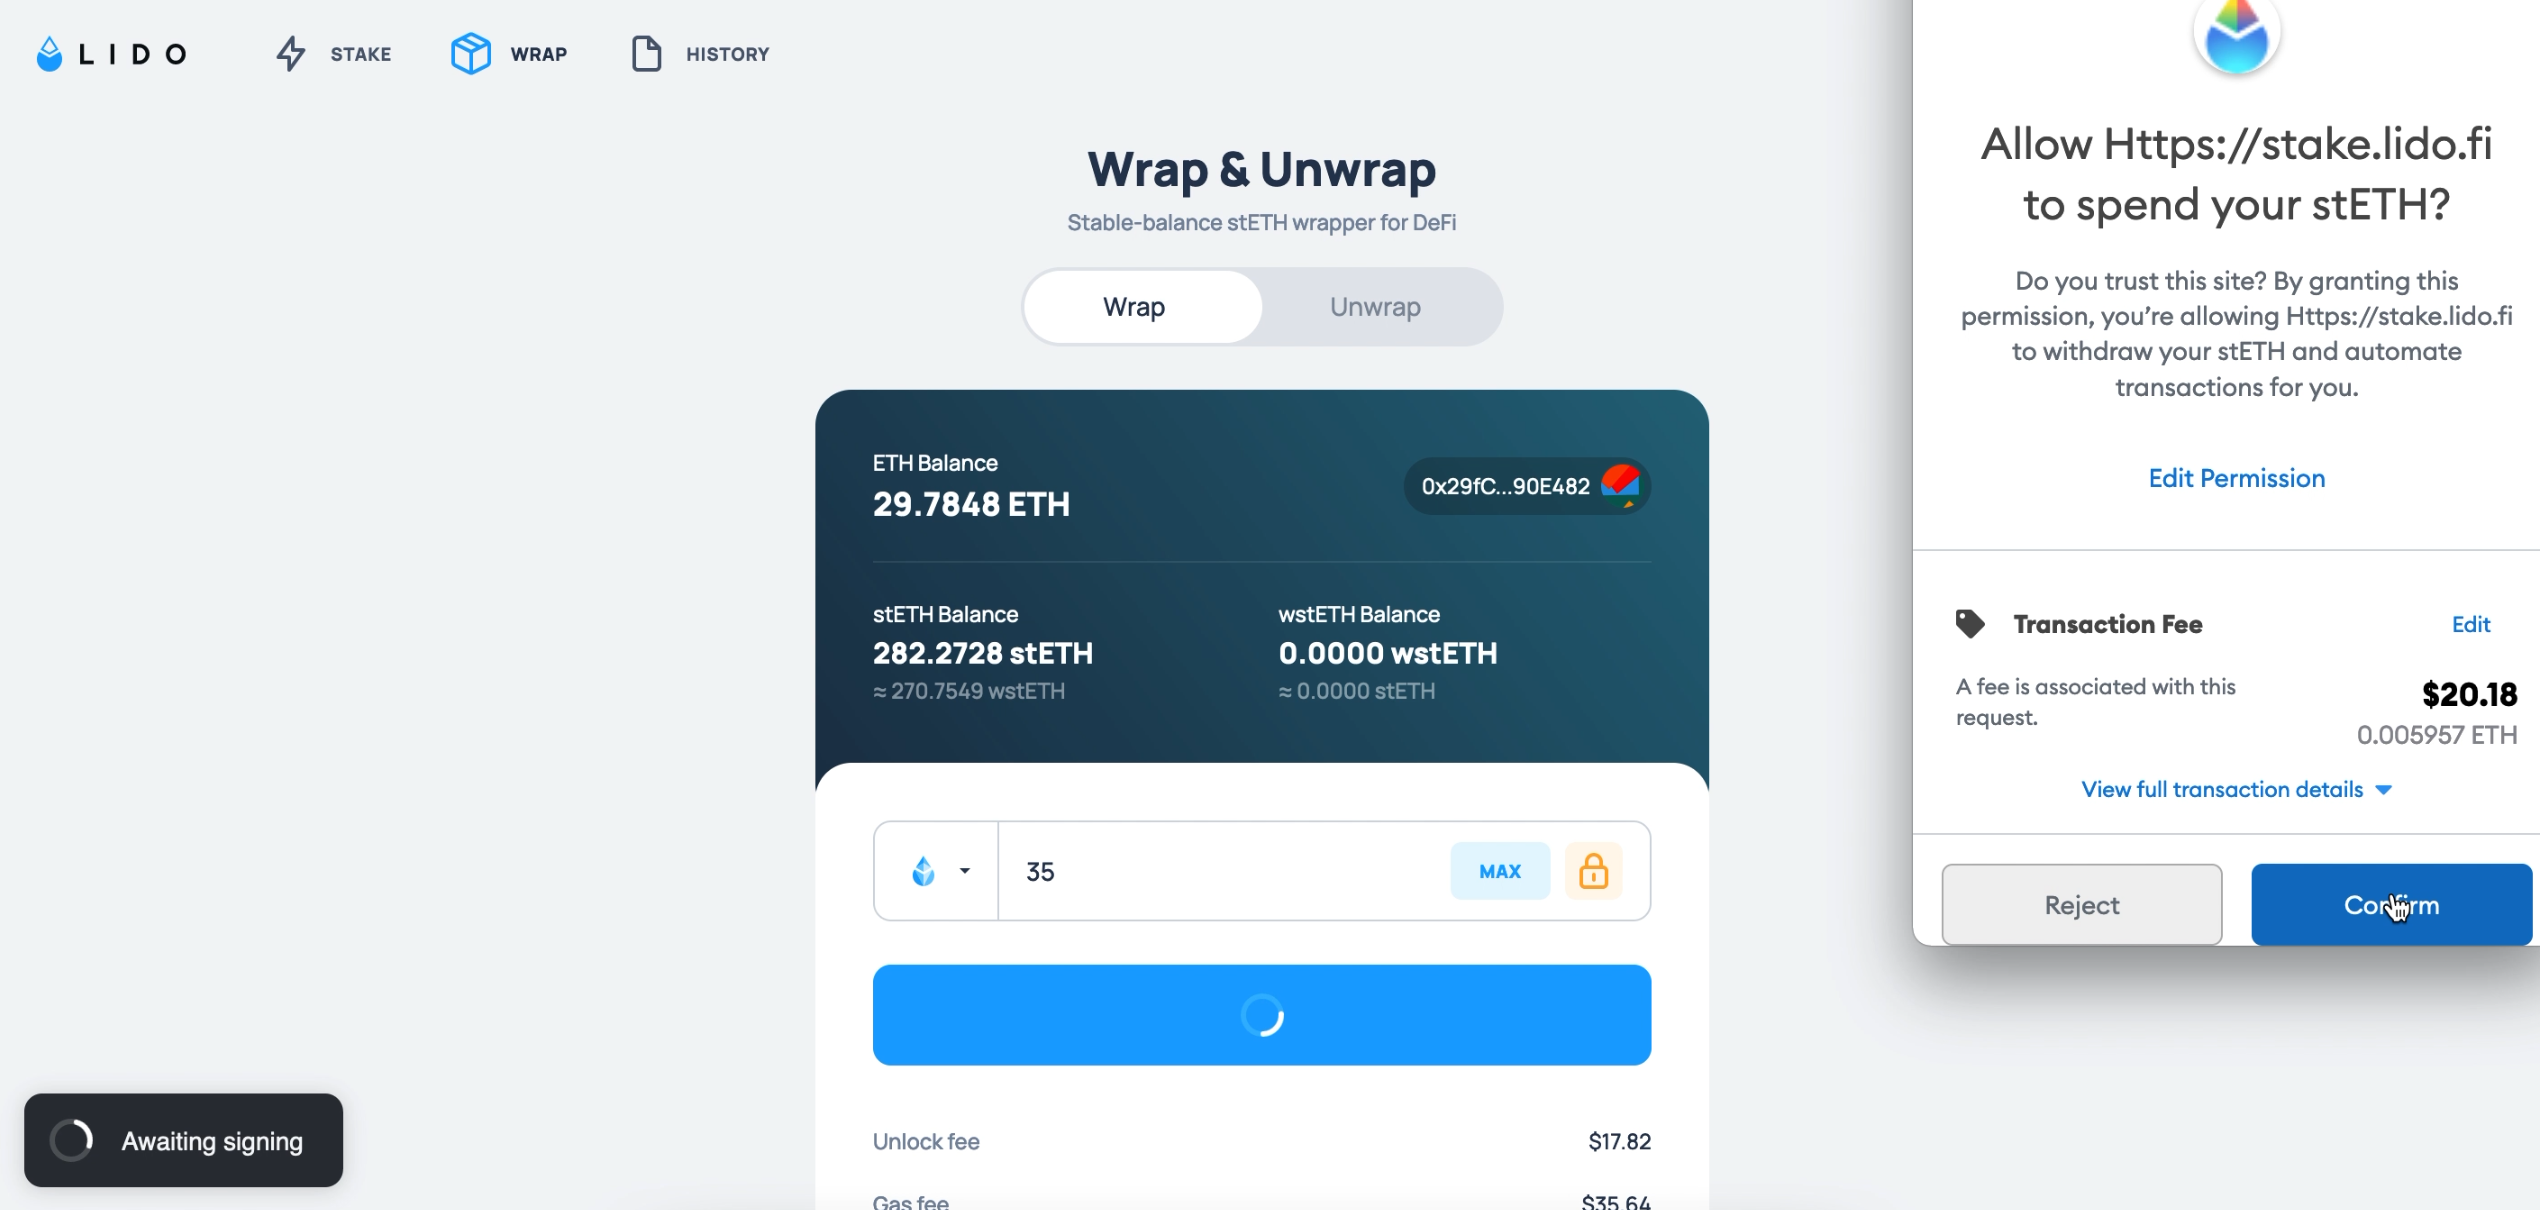 LIDO
STAKE
WRAP
HISTORY
Wrap & Unwrap
Stable-balance stETH wrapper for DeFi
Wrap
Unwrap
ETH Balance
29.7848 ETH
0x29fC...90E482
stETH Balance
282.2728 stETH
≈ 270.7549 wstETH
wstETH Balance
0.0000 wstETH
≈ 0.0000 stETH
35
MAX
Unlock fee
$17.82
Gas fee
$35.64
Awaiting signing
Allow Https://stake.lido.fi
to spend your stETH?
Do you trust this site? By granting this
permission, you’re allowing Https://stake.lido.fi
to withdraw your stETH and automate
transactions for you.
Edit Permission
Transaction Fee
Edit
A fee is associated with this
request.
$20.18
0.005957 ETH
View full transaction details
Reject
Confirm